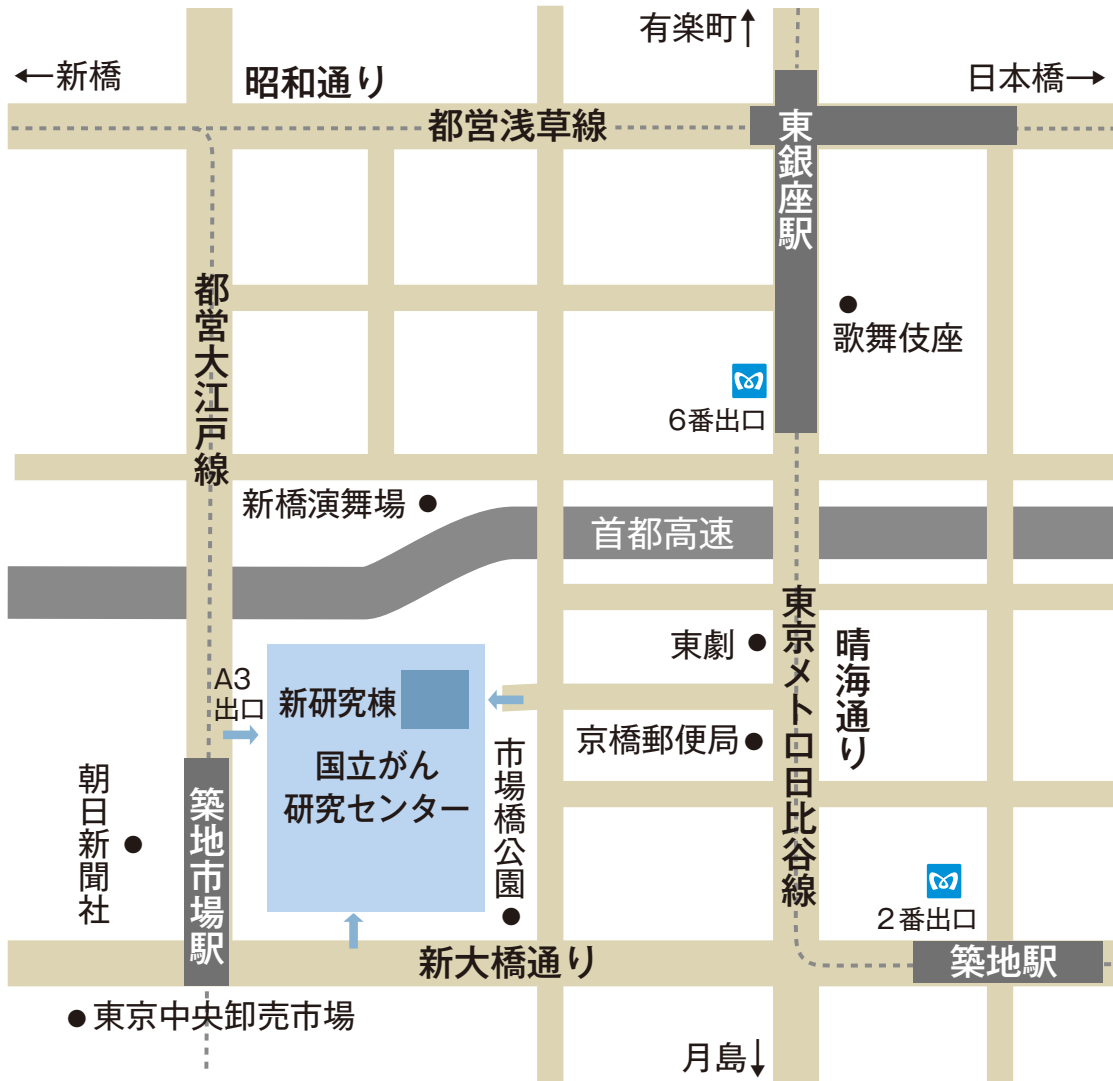 有楽町↑
←新橋
昭和通り
日本橋→
都営浅草線
東銀座駅
都営大江戸線
歌舞伎座
6番出口
新橋演舞場
首都高速
東京メトロ日比谷線
晴海通り
東劇
A3
出口
新研究棟
京橋郵便局
国立がん
研究センター
市場橋公園
朝日新聞社
築地市場駅
2番出口
新大橋通り
築地駅
東京中央卸売市場
月島↓